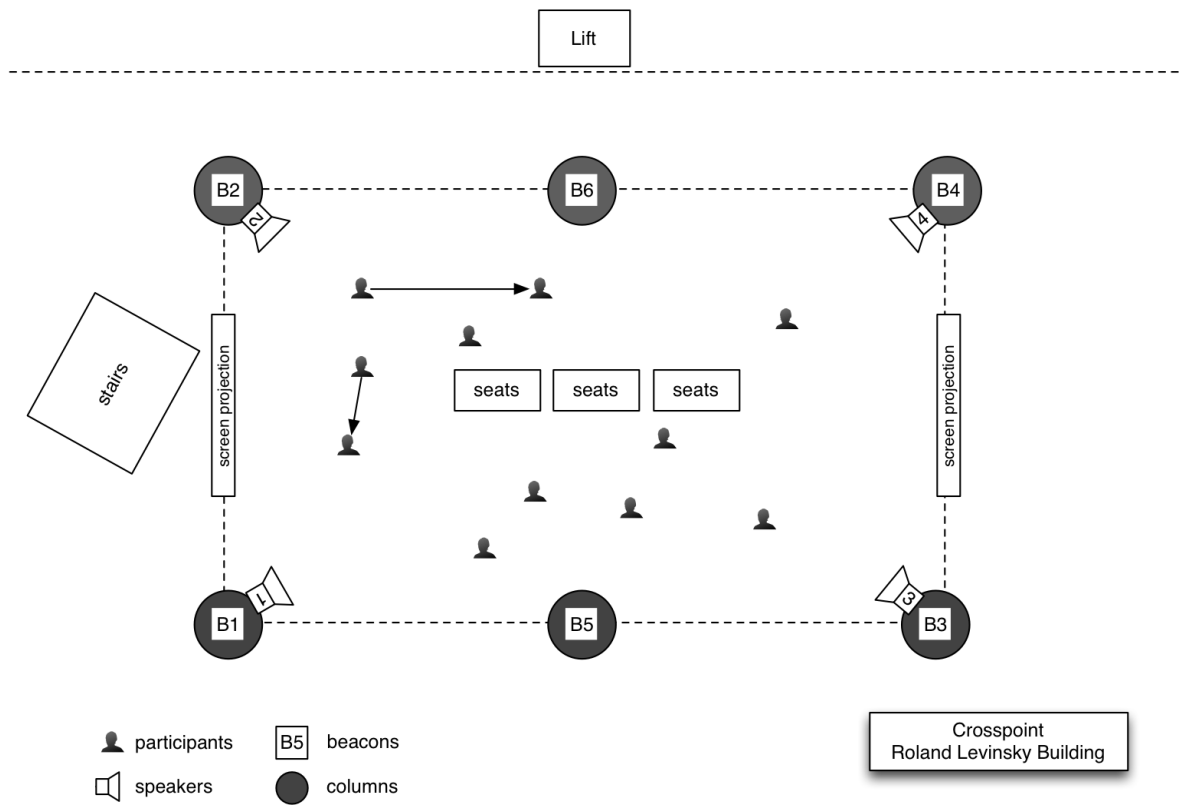 Lift
B2
B6
B4
2
4
stairs
screen projection
seats
seats
seats
screen projection
1
3
B1
B5
B3
participants
B5
beacons
speakers
columns
Crosspoint
Roland Levinsky Building